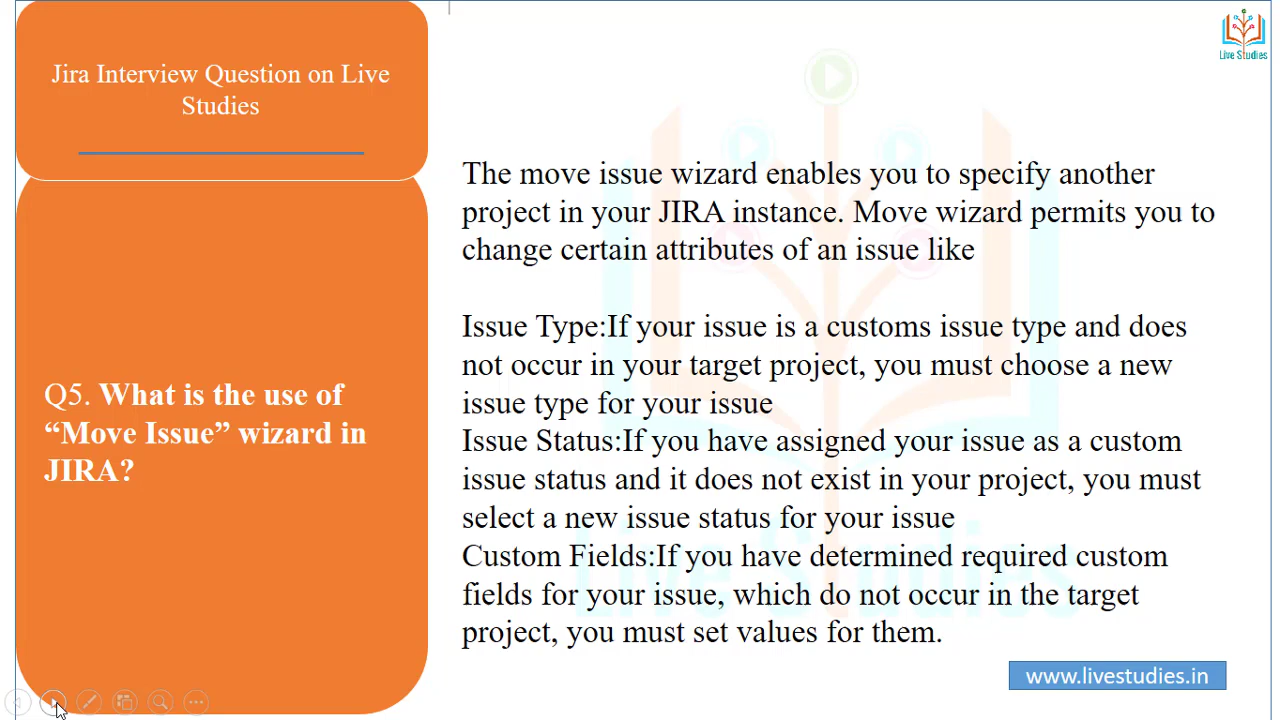 Jira Interview Question on Live
Studies
Q5. What is the use of
“Move Issue” wizard in
JIRA?
Live Studies
The move issue wizard enables you to specify another
project in your JIRA instance. Move wizard permits you to
change certain attributes of an issue like
Issue Type:If your issue is a customs issue type and does
not occur in your target project, you must choose a new
issue type for your issue
Issue Status:If you have assigned your issue as a custom
issue status and it does not exist in your project, you must
select a new issue status for your issue
Custom Fields:If you have determined required custom
fields for your issue, which do not occur in the target
project, you must set values for them.
Live Studies
www.livestudies.in